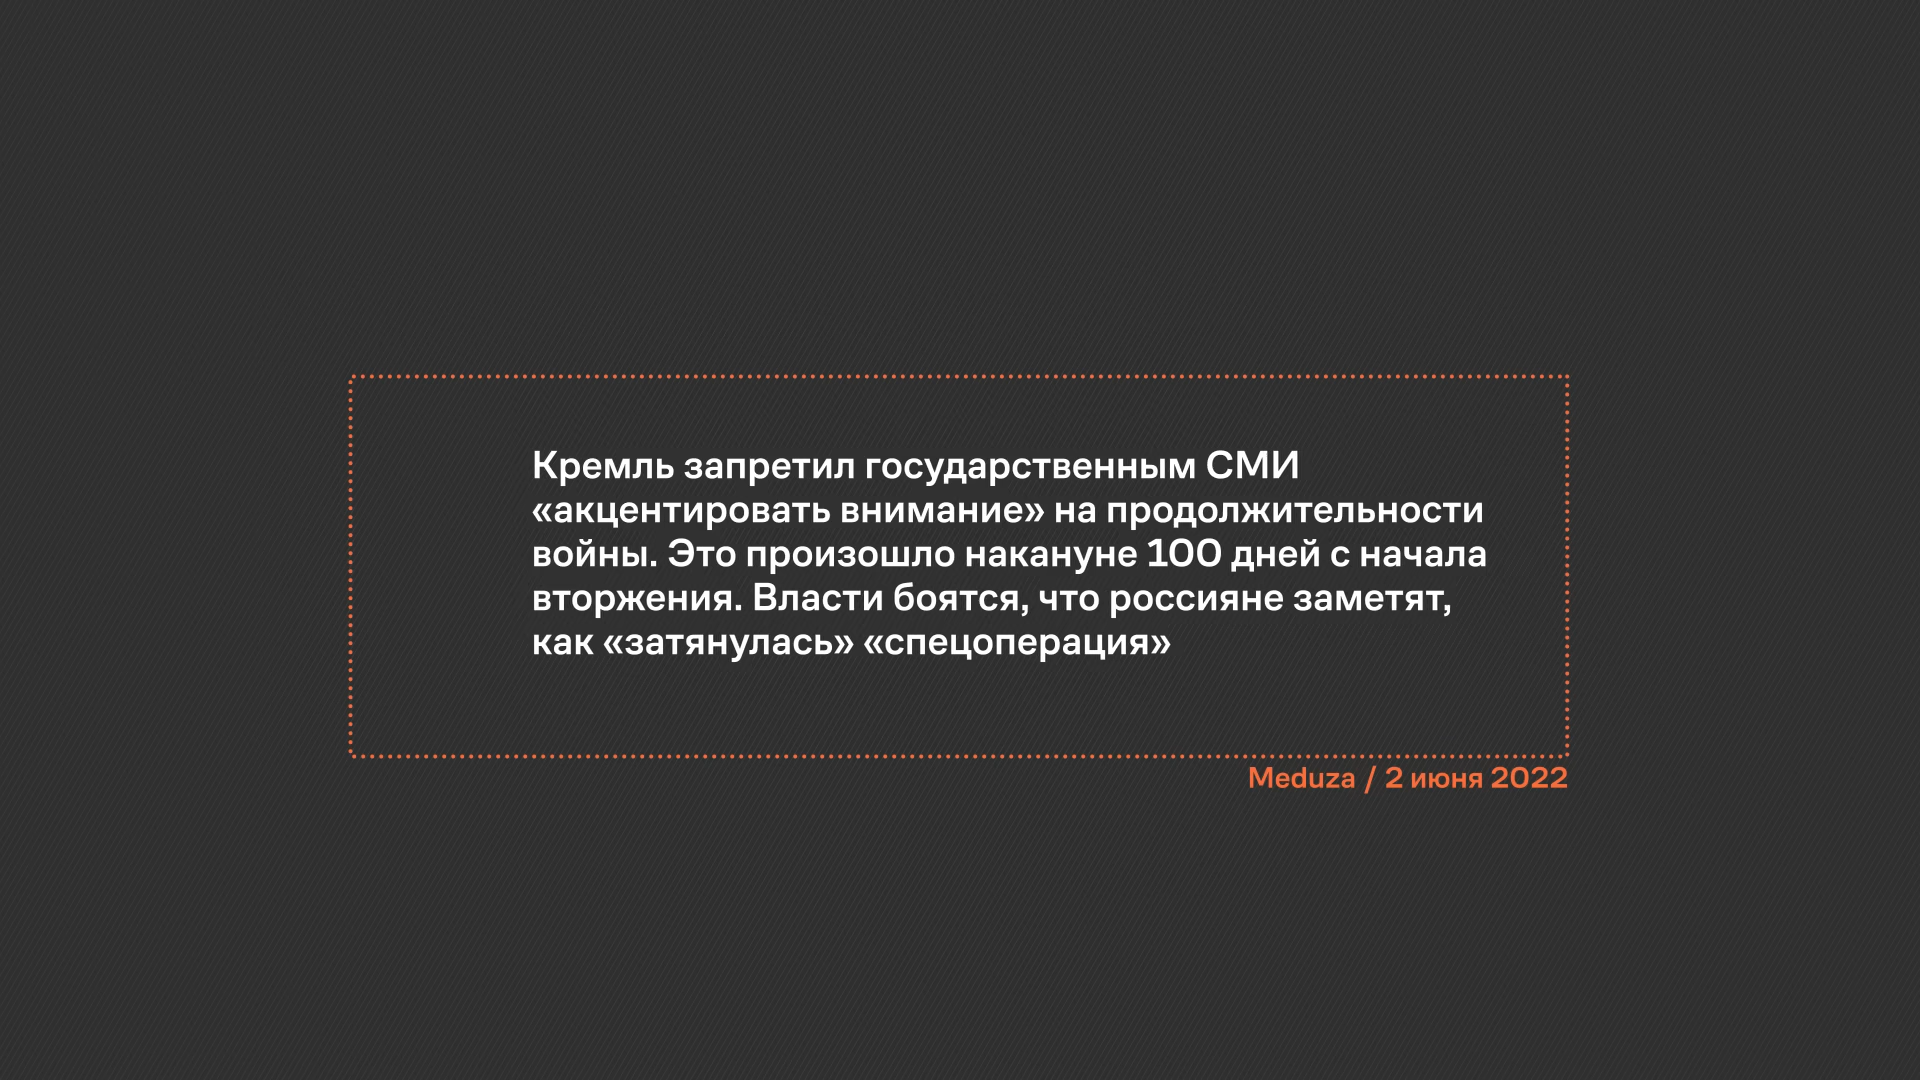 Кремль запретил государственным СМИ
«акцентировать внимание» на продолжительности
войны. Это произошло накануне 100 дней с начала
вторжения. Власти боятся, что россияне заметят,
как «затянулась» «спецоперация»
Meduza / 2 июня 2022